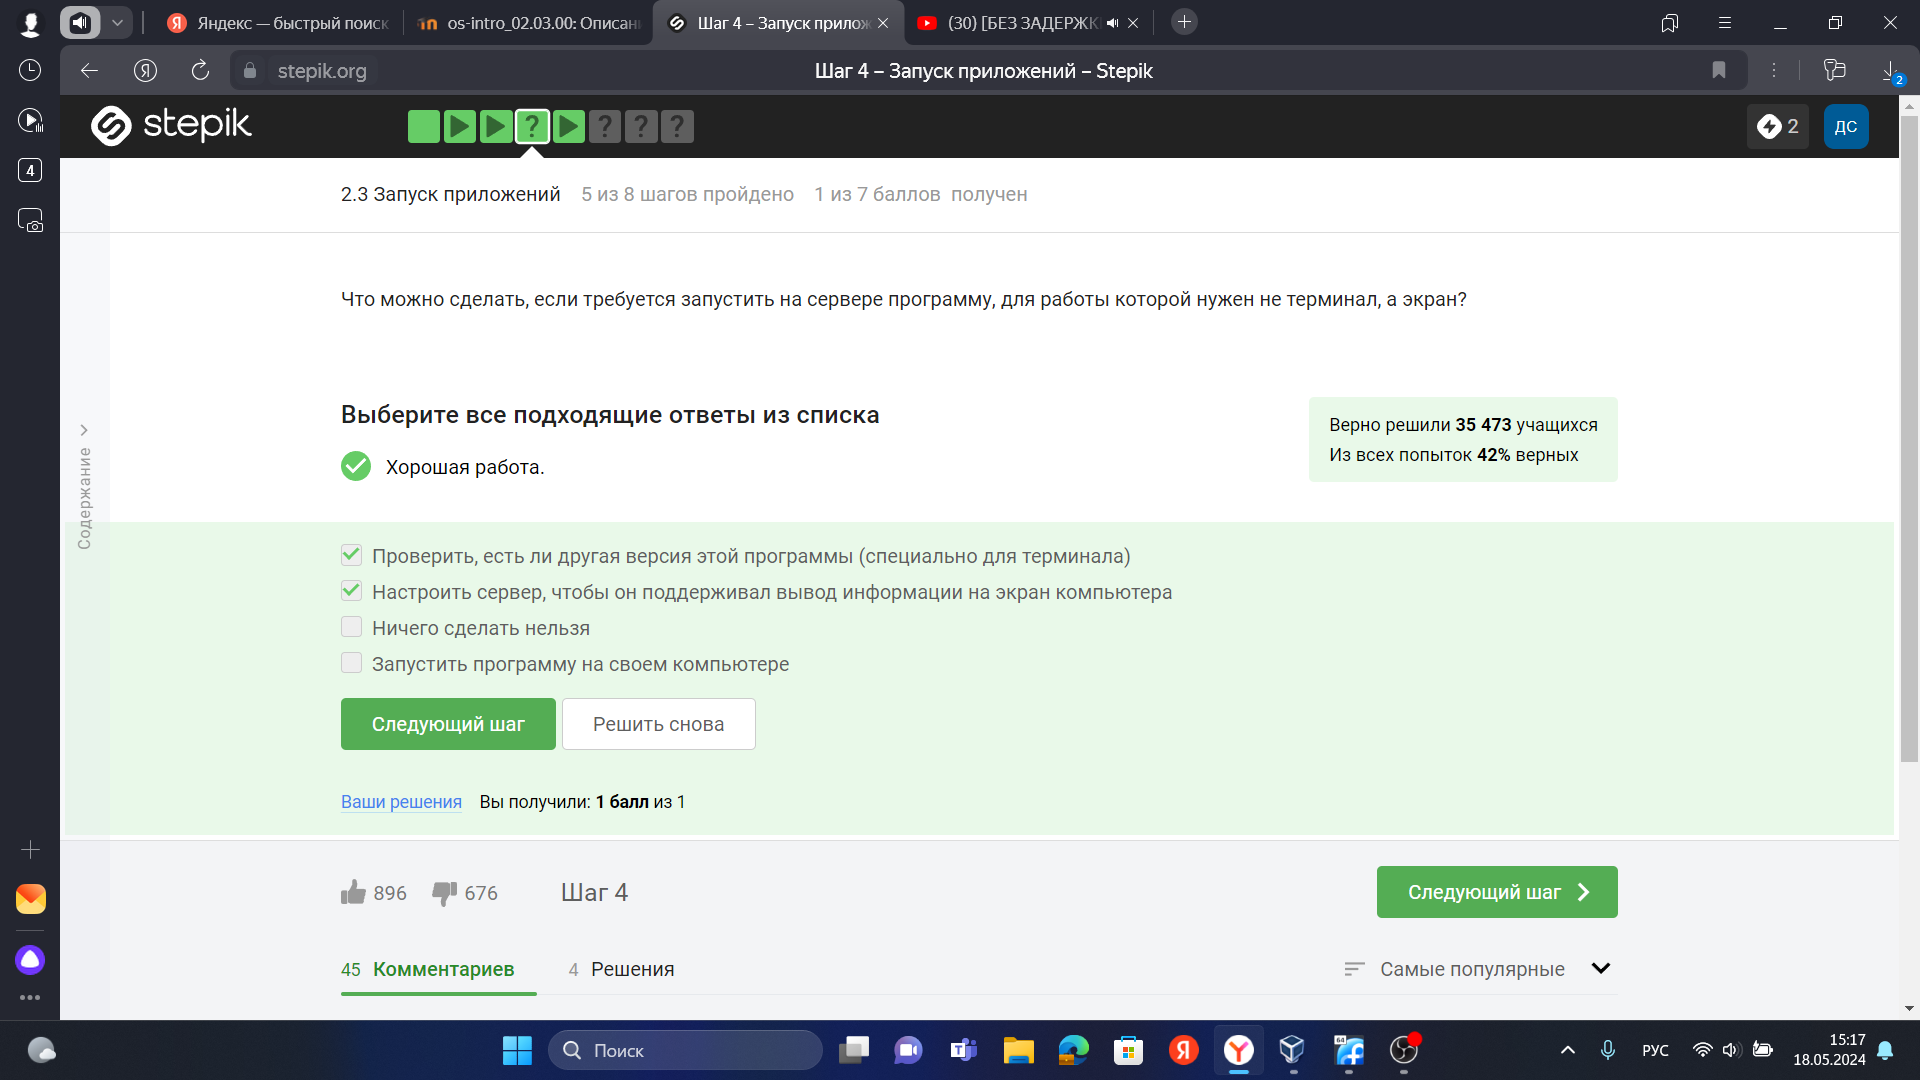 Яндекс — быстрый поиск
os-intro_02.03.00: Описан
Шаг 4 – Запуск прилож
(30) [БЕЗ ЗАДЕРЖК
stepik.org
Шаг 4 – Запуск приложений – Stepik
2
4
stepik
? ? ? ?
2
ДС
2.3 Запуск приложений 5 из 8 шагов пройдено 1 из 7 баллов получен
Содержание
Что можно сделать, если требуется запустить на сервере программу, для работы которой нужен не терминал, а экран?
Выберите все подходящие ответы из списка
Хорошая работа.
Верно решили 35 473 учащихся
Из всех попыток 42% верных
Проверить, есть ли другая версия этой программы (специально для терминала)
Настроить сервер, чтобы он поддерживал вывод информации на экран компьютера
Ничего сделать нельзя
Запустить программу на своем компьютере
Следующий шаг Решить снова
Ваши решения Вы получили: 1 балл из 1
896 676 Шаг 4 Следующий шаг
45 Комментариев 4 Решения Самые популярные
Поиск
64
РУС
15:17
18.05.2024